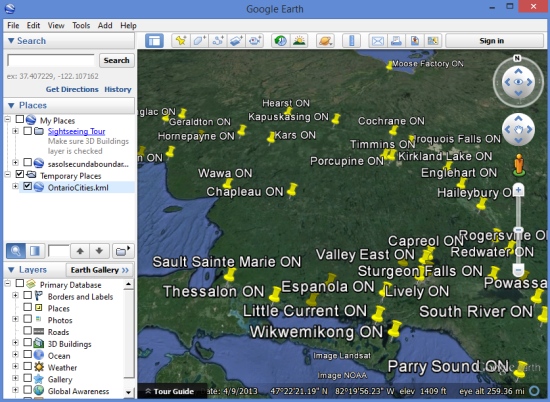 Google Earth
File Edit View Tools Add Help
Search
Search
Sign in
ex: 37.407229, -122.107162
Get Directions History
Places
My Places
Sightseeing Tour
Make sure 3D Buildings
layer is checked
sasolsecundaboundar...
Temporary Places
OntarioCities.kml
Layers
Earth Gallery >>
Primary Database
Borders and Labels
Places
Photos
Roads
3D Buildings
Ocean
Weather
Gallery
Global Awareness
Moose Factory ON
Hearst ON
glac ON
Geraldton ON
Kapuskasing ON
Cochrane ON
Hornepayne ON
Kars ON
Timmins ON
Iroquois Falls ON
n ON
Porcupine ON
Kirkland Lake ON
Wawa ON
Englehart ON
Chapleau ON
Haileybury ON
Capreol ON
Rogersville ON
Valley East ON
Redwater ON
Sault Sainte Marie ON
Sturgeon Falls ON
Thessalon ON
Espanola ON
Lively ON
Powassa
Little Current ON
South River ON
Wikwemikong ON
Image Landsat
Parry Sound ON
Google earth
Image NOAA
Tour Guide
ate: 4/9/2013 47°22'21.19" N 82°19'56.23" W elev 1409 ft eye alt 259.36 mi